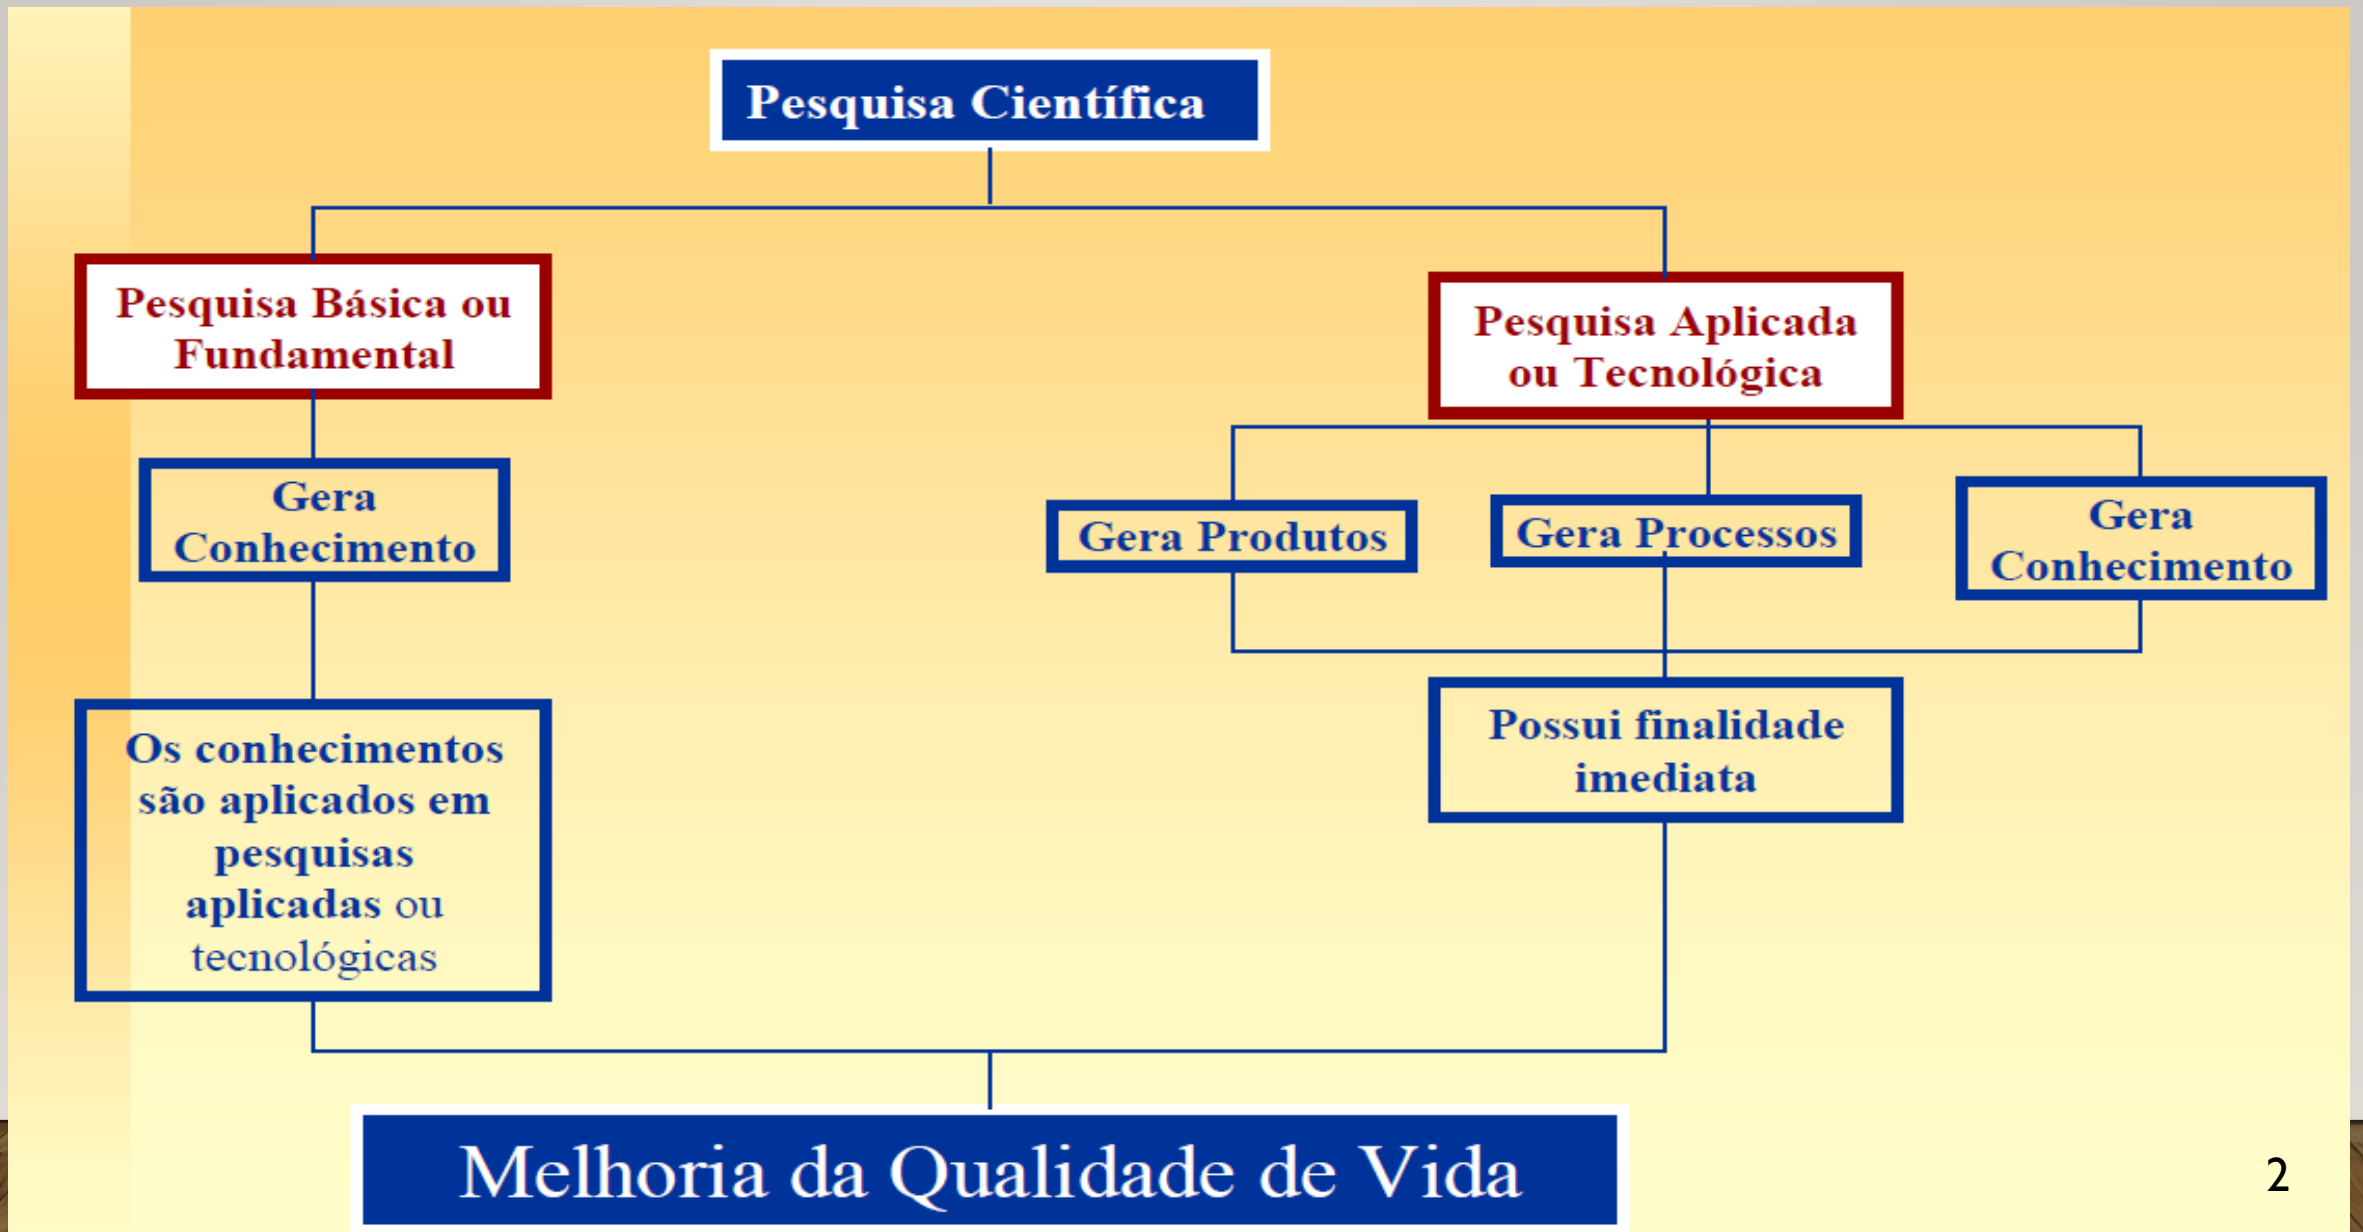 Pesquisa Científica
Pesquisa Básica ou
Fundamental
Pesquisa Aplicada
ou Tecnológica
Gera
Conhecimento
Gera Produtos
Gera Processos
Gera
Conhecimento
Os conhecimentos
são aplicados em
pesquisas
aplicadas ou
tecnológicas
Possui finalidade
imediata
Melhoria da Qualidade de Vida
2